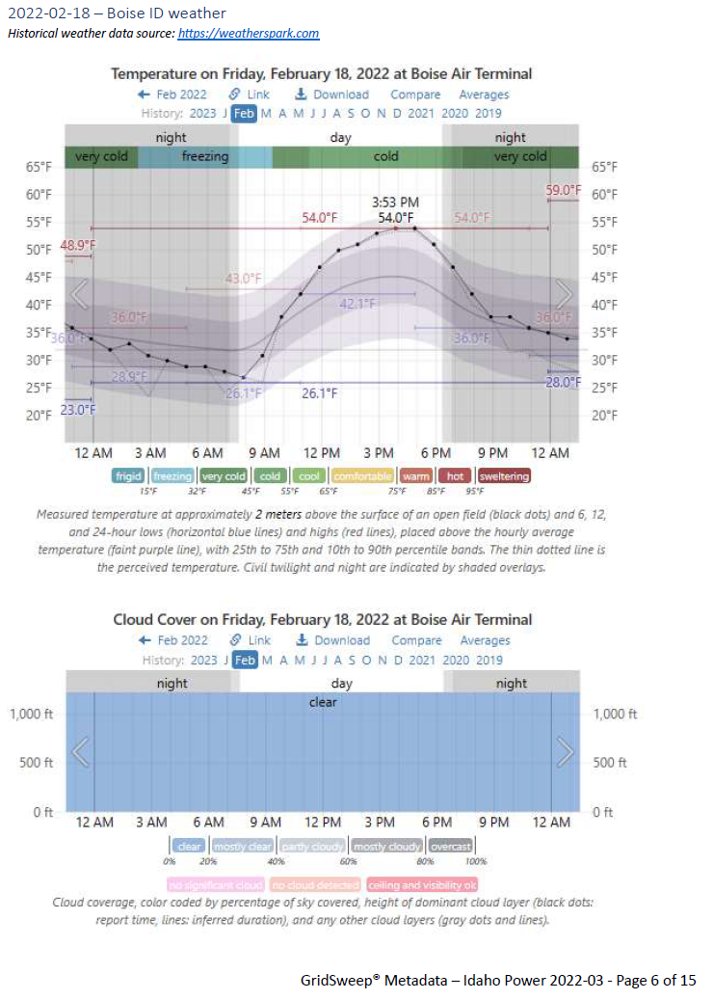 2022-02-18 – Boise ID weather
Historical weather data source: https://weatherspark.com
Temperature on Friday, February 18, 2022 at Boise Air Terminal
Feb 2022 Link Download Compare Averages
History: 2023 J Feb M A M J J A S O N D 2021 2020 2019
night day night
very cold freezing cold very cold
65°F 65°F
60°F 59.0°F 60°F
3:53 PM
55°F 54.0°F 54.0°F 54.0°F 55°F
50°F 48.9°F 50°F
45°F 43.0°F 45°F
40°F 42.1°F 40°F
36.0°F 36.0°F
35°F 36.0°F 36.0°F 35°F
30°F 28.9°F 30°F
25°F 26.1°F 26.1°F 28.0°F 25°F
23.0°F
20°F 20°F
12 AM 3 AM 6 AM 9 AM 12 PM 3 PM 6 PM 9 PM 12 AM
frigid freezing very cold cold cool comfortable warm hot sweltering
15°F 32°F 45°F 55°F 65°F 75°F 85°F 95°F
Measured temperature at approximately 2 meters above the surface of an open field (black dots) and 6, 12,
and 24-hour lows (horizontal blue lines) and highs (red lines), placed above the hourly average
temperature (faint purple line), with 25th to 75th and 10th to 90th percentile bands. The thin dotted line is
the perceived temperature. Civil twilight and night are indicated by shaded overlays.
Cloud Cover on Friday, February 18, 2022 at Boise Air Terminal
Feb 2022 Link Download Compare Averages
History: 2023 J Feb M A M J J A S O N D 2021 2020 2019
night day night
clear
1,000 ft 1,000 ft
500 ft 500 ft
0 ft 0 ft
12 AM 3 AM 6 AM 9 AM 12 PM 3 PM 6 PM 9 PM 12 AM
clear mostly clear partly cloudy mostly cloudy overcast
0% 20% 40% 60% 80% 100%
no significant cloud no cloud detected ceiling and visibility ok
Cloud coverage, color coded by percentage of sky covered, height of dominant cloud layer (black dots:
report time, lines: inferred duration), and any other cloud layers (gray dots and lines).
GridSweep® Metadata – Idaho Power 2022-03 - Page 6 of 15